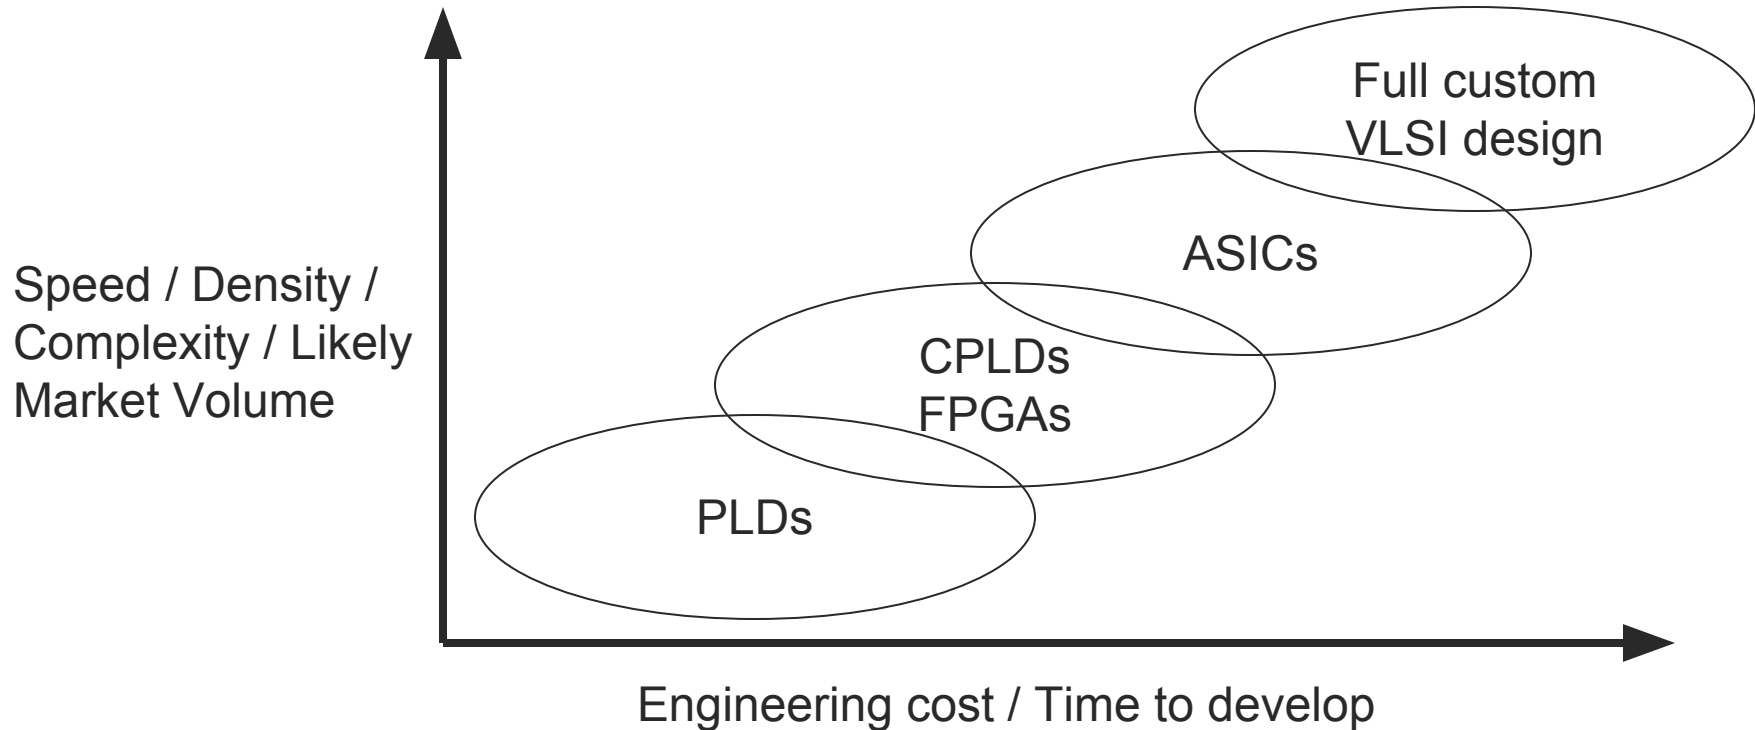 Full custom
VLSI design
ASICs
Speed / Density /
Complexity / Likely
Market Volume
CPLDs
FPGAs
PLDs
Engineering cost / Time to develop